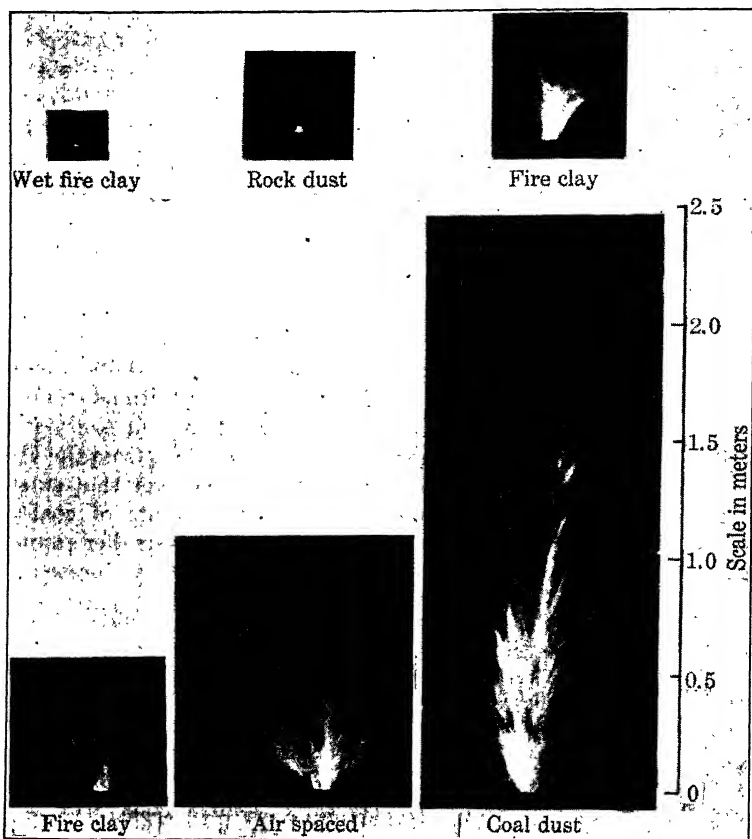 Wet fire clay
Rock dust
Fire clay
2.5
2.0
1.5
1.0
0.5
0
Scale in meters
Fire clay
Air spaced
Coal dust